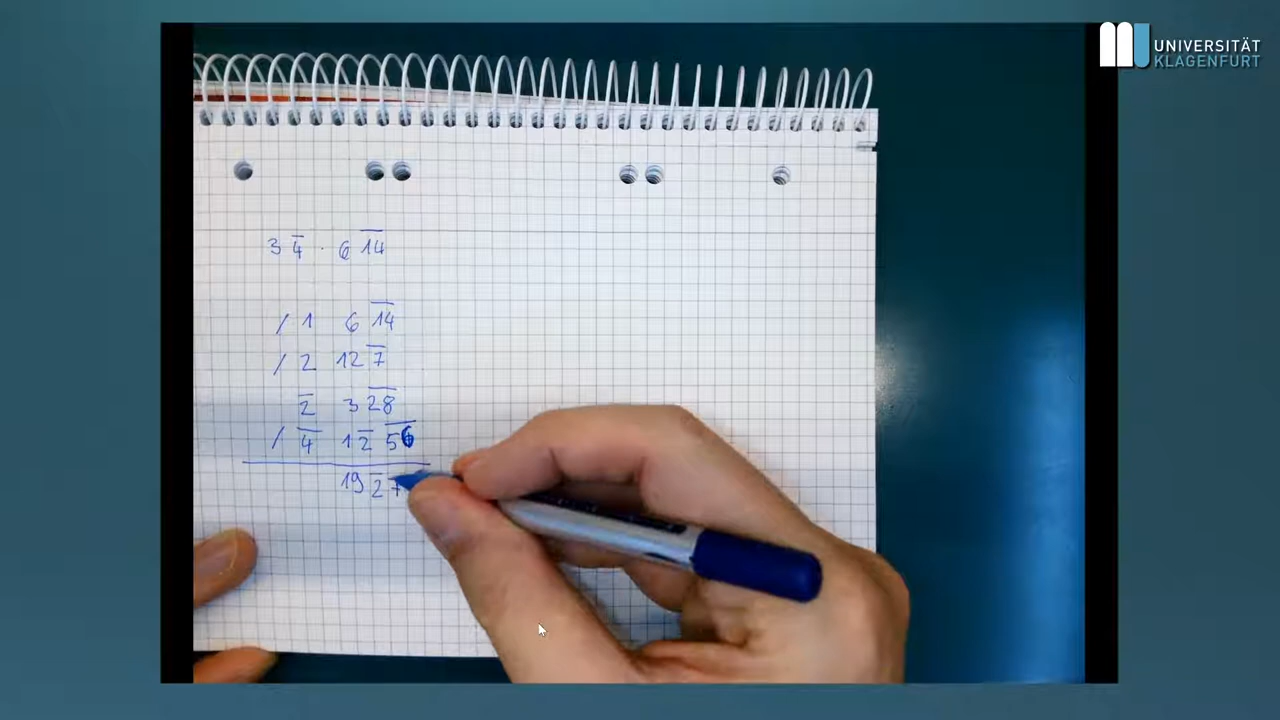 UNIVERSITÄT
KLAGENFURT
3 4̅ · 6 1̅4̅
/ 1 6 1̅4̅
/ 2 12 7̅
2̅ 3 2̅8̅
/ 4̅ 1 2̅ 5̅6̅
19 2̅ 7